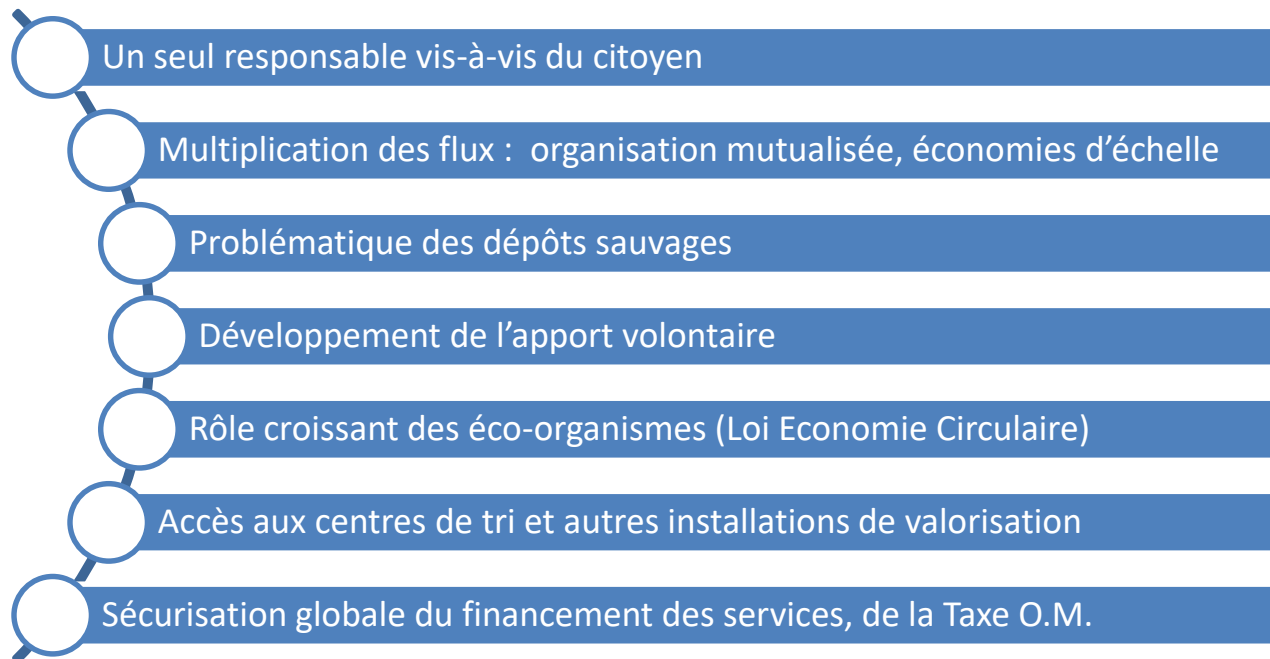 Un seul responsable vis-à-vis du citoyen
Multiplication des flux :  organisation mutualisée, économies d’échelle
Problématique des dépôts sauvages
Développement de l’apport volontaire
Rôle croissant des éco-organismes (Loi Economie Circulaire)
Accès aux centres de tri et autres installations de valorisation
Sécurisation globale du financement des services, de la Taxe O.M.